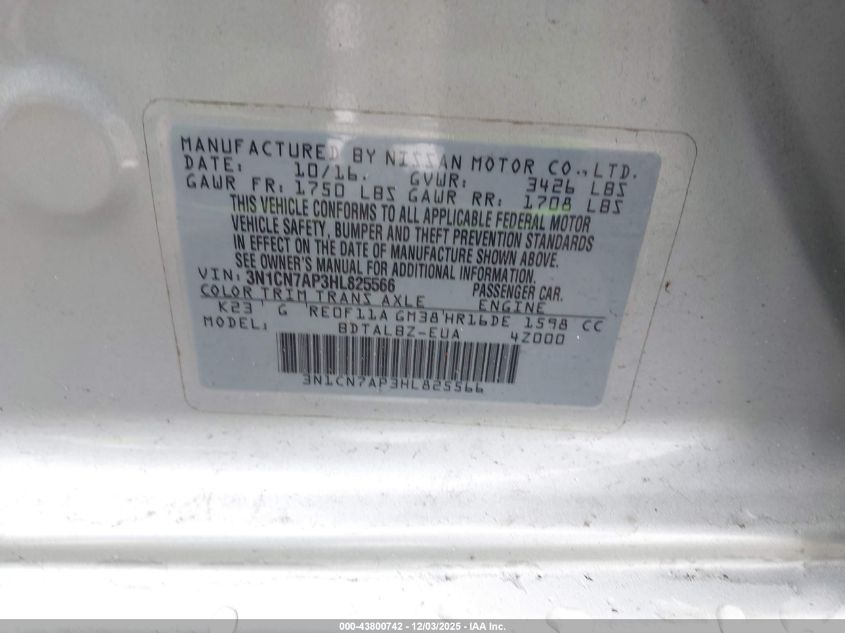 MANUFACTURED BY NISSAN MOTOR CO., LTD.
DATE: 10/16 GVWR: 3426 LBS
GAWR FR: 1750 LBS GAWR RR: 1708 LBS
THIS VEHICLE CONFORMS TO ALL APPLICABLE FEDERAL MOTOR
VEHICLE SAFETY, BUMPER AND THEFT PREVENTION STANDARDS
IN EFFECT ON THE DATE OF MANUFACTURE SHOWN ABOVE.
SEE OWNER'S MANUAL FOR ADDITIONAL INFORMATION.
VIN: 3N1CN7AP3HL825566 PASSENGER CAR.
COLOR TRIM TRANS AXLE ENGINE
K23 G RE0F11A GM38 HR16DE 1598 CC
MODEL: BDTALBZ-EUA 4Z000
3N1CN7AP3HL825566
000-43800742 - 12/03/2025 - IAA Inc.